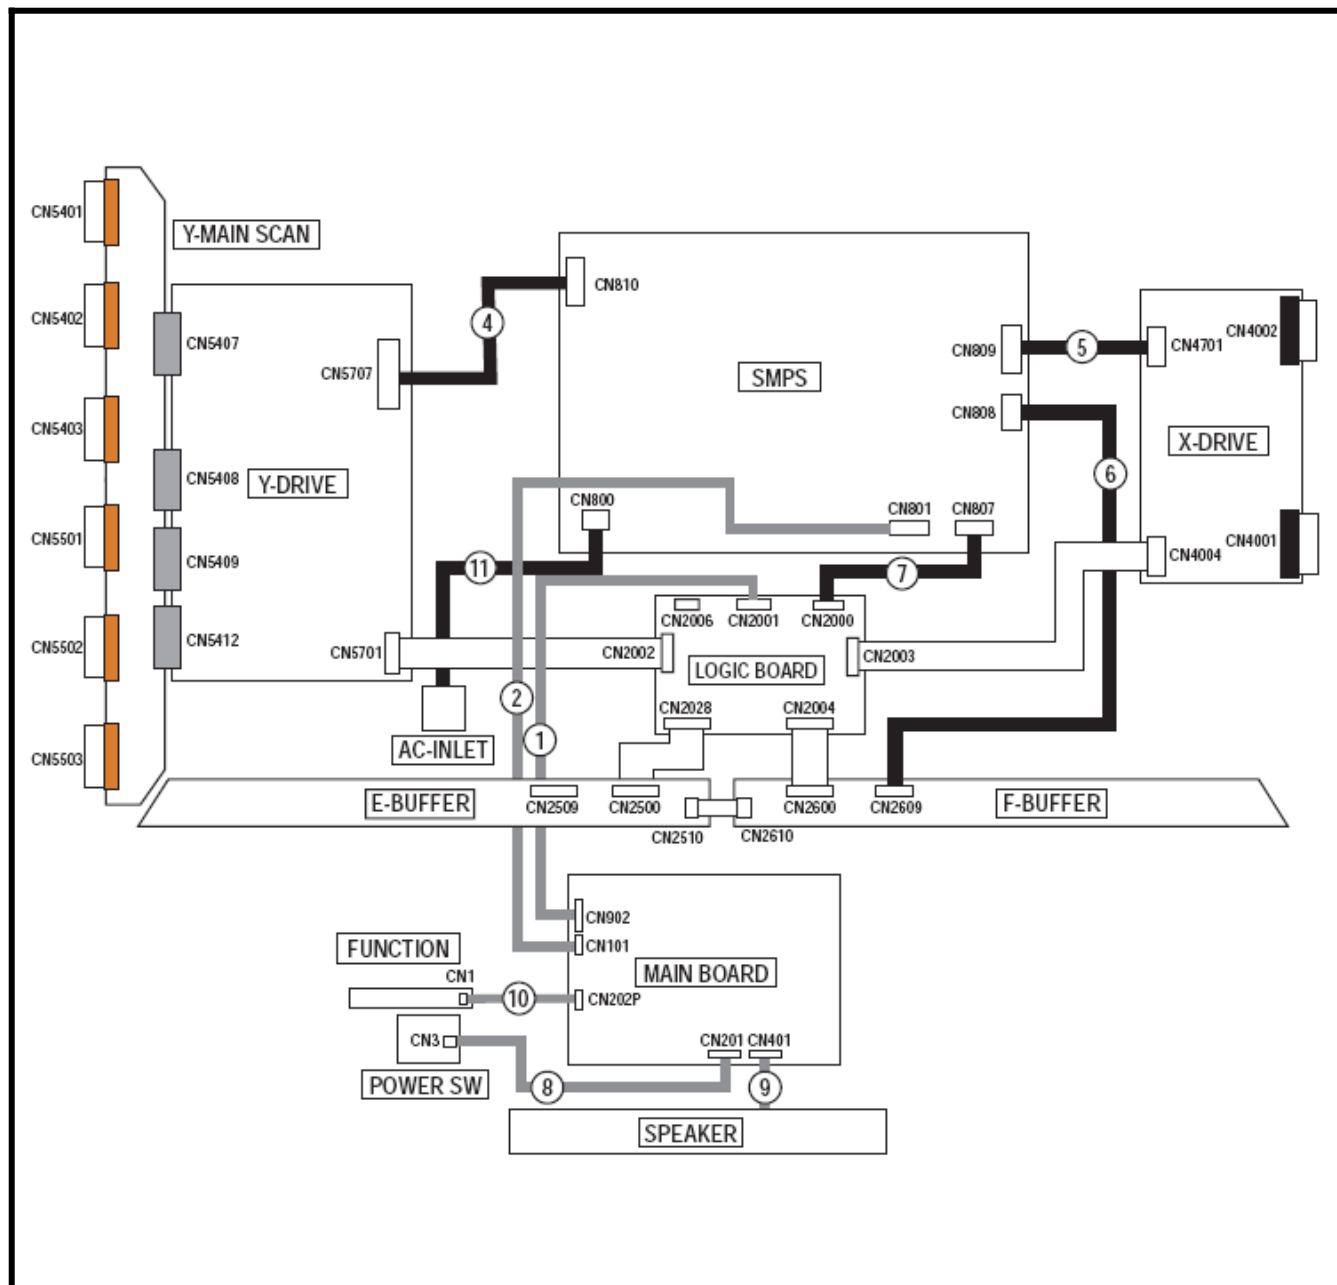 CN5401
Y-MAIN SCAN
CN810
CN5402
4
CN5407
CN809
5
CN4701
CN4002
CN5707
SMPS
CN5403
CN808
X-DRIVE
CN5408
Y-DRIVE
6
CN800
CN801
CN807
CN5501
CN4001
CN4004
CN5409
11
7
CN2006
CN2001
CN2000
CN5502
CN5412
CN5701
CN2002
CN2003
LOGIC BOARD
2
CN2028
CN2004
1
AC-INLET
CN5503
E-BUFFER
CN2509
CN2500
CN2600
CN2609
F-BUFFER
CN2510
CN2610
CN902
FUNCTION
CN101
CN1
MAIN BOARD
10
CN202P
CN3
CN201
CN401
POWER SW
8
9
SPEAKER